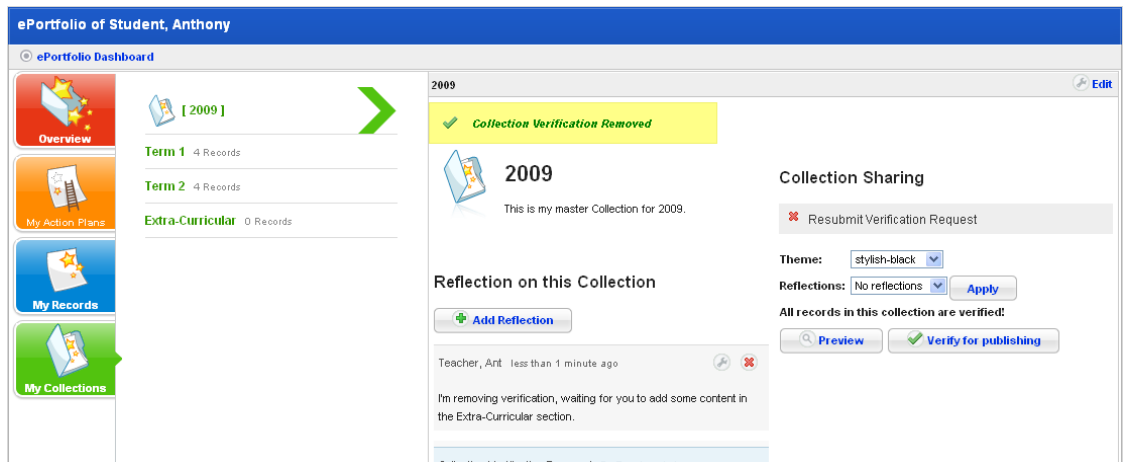 ePortfolio of Student, Anthony
ePortfolio Dashboard
Overview
My Action Plans
My Records
My Collections
[ 2009 ]
Term 1 4 Records
Term 2 4 Records
Extra-Curricular 0 Records
2009
Edit
Collection Verification Removed
2009
This is my master Collection for 2009.
Reflection on this Collection
Add Reflection
Teacher, Ant less than 1 minute ago
I'm removing verification, waiting for you to add some content in
the Extra-Curricular section.
Collection Sharing
Resubmit Verification Request
Theme: stylish-black
Reflections: No reflections Apply
All records in this collection are verified!
Preview Verify for publishing